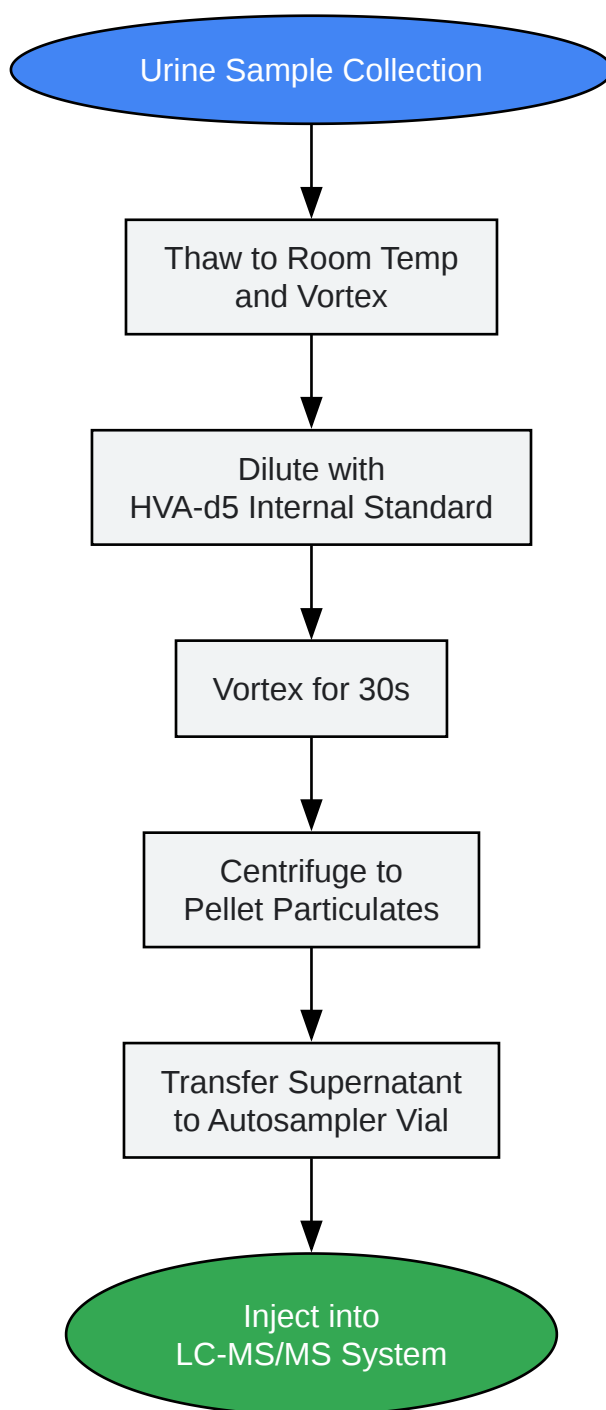 Urine Sample Collection
Thaw to Room Temp
and Vortex
Dilute with
HVA-d5 Internal Standard
Vortex for 30s
Centrifuge to
Pellet Particulates
Transfer Supernatant
to Autosampler Vial
Inject into
LC-MS/MS System